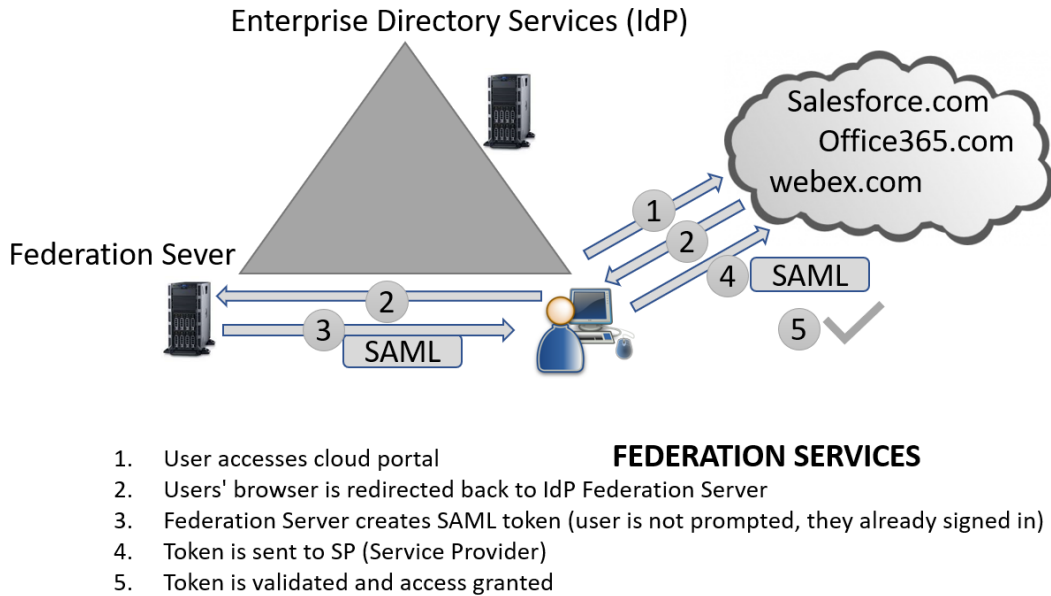 Enterprise Directory Services (IdP)
Salesforce.com
Office365.com
webex.com
1
2
Federation Sever
4 SAML
2
5
3
SAML
FEDERATION SERVICES
1. User accesses cloud portal
2. Users' browser is redirected back to IdP Federation Server
3. Federation Server creates SAML token (user is not prompted, they already signed in)
4. Token is sent to SP (Service Provider)
5. Token is validated and access granted